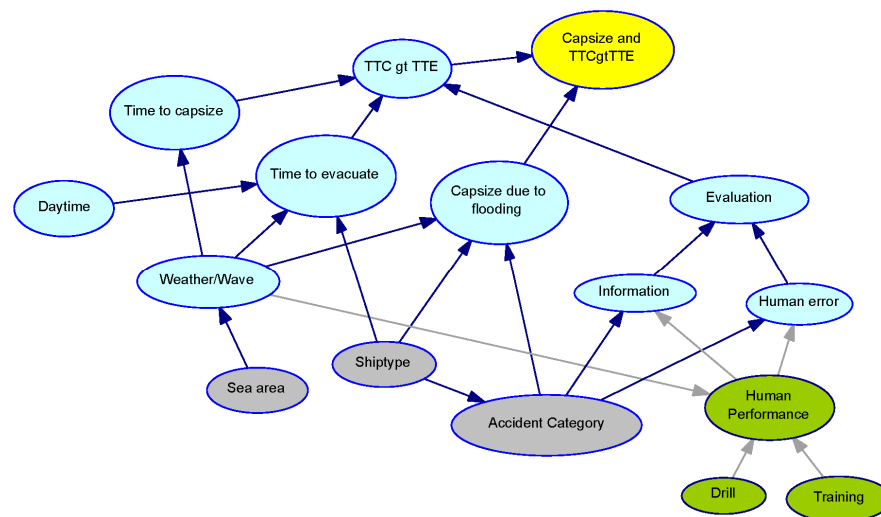 Capsize and
TTCgtTTE
TTC gt TTE
Time to capsize
Time to evacuate
Capsize due to
flooding
Evaluation
Daytime
Weather/Wave
Information
Human error
Shiptype
Sea area
Human
Performance
Accident Category
Drill
Training